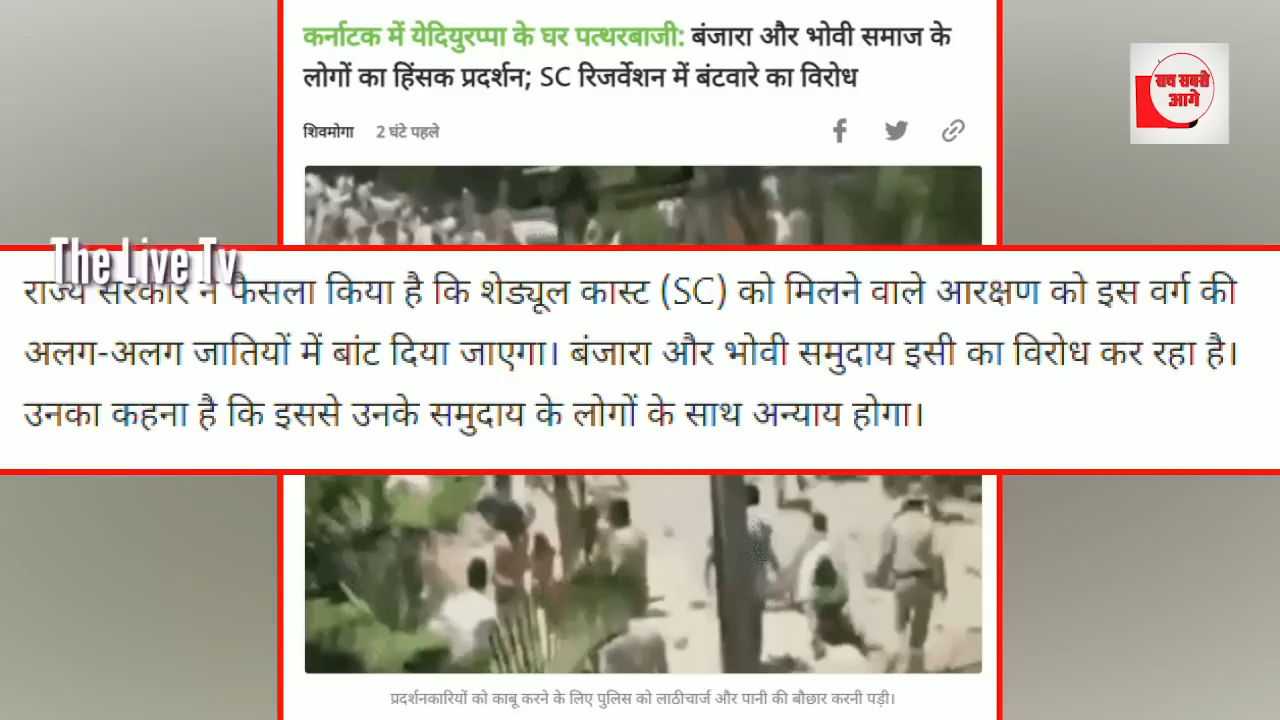 कर्नाटक में येदियुरप्पा के घर पत्थरबाजी: बंजारा और भोवी समाज के
लोगों का हिंसक प्रदर्शन; SC रिजर्वेशन में बंटवारे का विरोध
शिवमोगा 2 घंटे पहले
सच सबसे
आगे
The Live Tv
राज्य सरकार ने फैसला किया है कि शेड्यूल कास्ट (SC) को मिलने वाले आरक्षण को इस वर्ग की
अलग-अलग जातियों में बांट दिया जाएगा। बंजारा और भोवी समुदाय इसी का विरोध कर रहा है।
उनका कहना है कि इससे उनके समुदाय के लोगों के साथ अन्याय होगा।
प्रदर्शनकारियों को काबू करने के लिए पुलिस को लाठीचार्ज और पानी की बौछार करनी पड़ी।